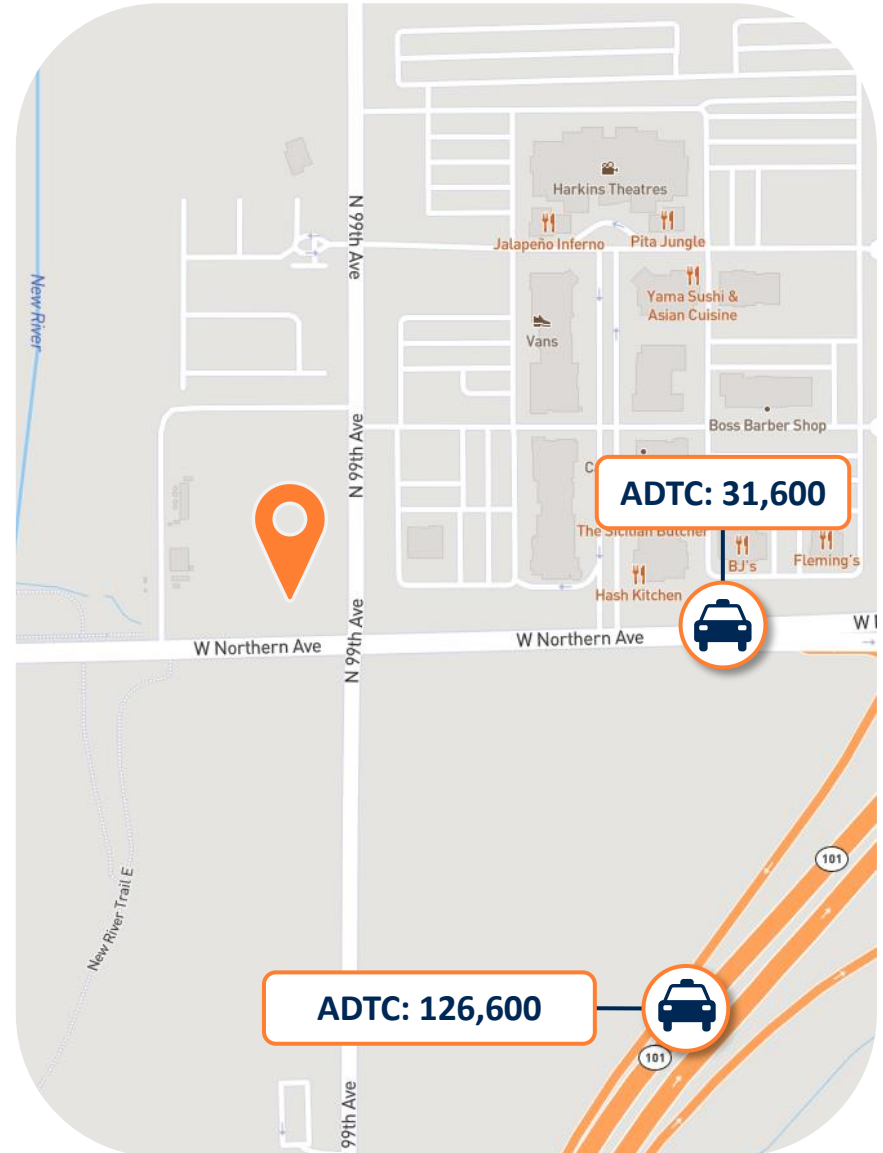 N 99th Ave
Harkins Theatres
Jalapeño Inferno
Pita Jungle
New River
Yama Sushi &
Asian Cuisine
Vans
Boss Barber Shop
N 99th Ave
C
ADTC: 31,600
The Sicilian Butcher
BJ's
Fleming's
Hash Kitchen
N 99th Ave
W Northern Ave
W Northern Ave
W
101
New River Trail E
ADTC: 126,600
101
99th Ave